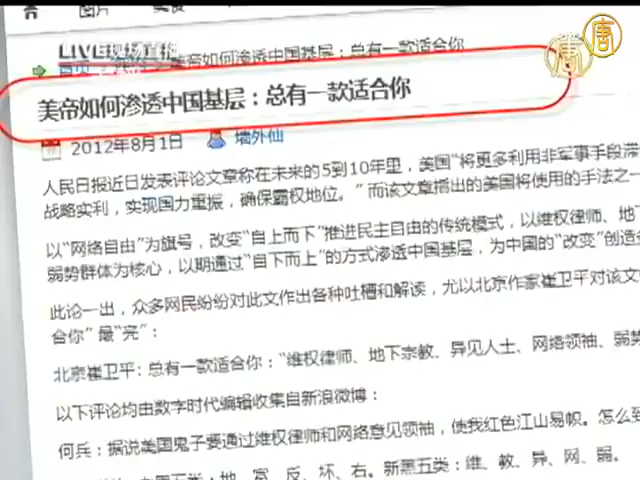 图片
LIVE现场直播
美帝如何渗透中国基层：总有一款适合你
唐
唐
美帝如何渗透中国基层：总有一款适合你
2012年8月1日 墙外仙
人民日报近日发表评论文章称在未来的5到10年里，美国“将更多利用非军事手段滞
战略实利，实现国力重振，确保霸权地位。”而该文章指出的美国将使用的手法之一
以“网络自由”为旗号，改变“自上而下”推进民主自由的传统模式，以维权律师、地下
弱势群体为核心，以期通过“自下而上”的方式渗透中国基层，为中国的“改变”创造
此论一出，众多网民纷纷对此文作出各种吐槽和解读，尤以北京作家崔卫平对该文
合你”最“亮”：
北京崔卫平：总有一款适合你：“维权律师、地下宗教、异见人士、网络领袖、弱势
以下评论均由数字时代编辑收集自新浪微博：
何兵：据说美国鬼子要通过维权律师和网络意见领袖，使我红色江山易帜。怎么到
黑五类：地、富、反、坏、右。新黑五类：维、教、异、网、弱。